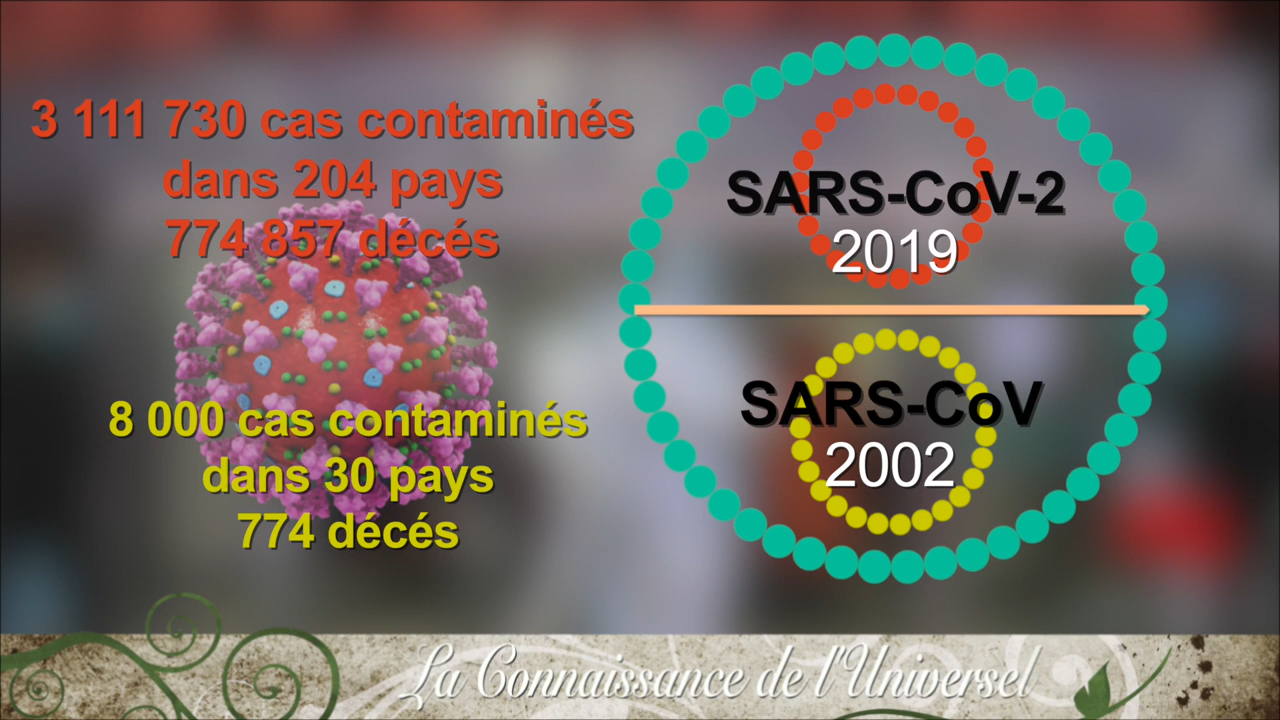 3 111 730 cas contaminés
dans 204 pays
774 857 décés
SARS-CoV-2
2019
8 000 cas contaminés
dans 30 pays
774 décés
SARS-CoV
2002
La Connaissance de l'Universel